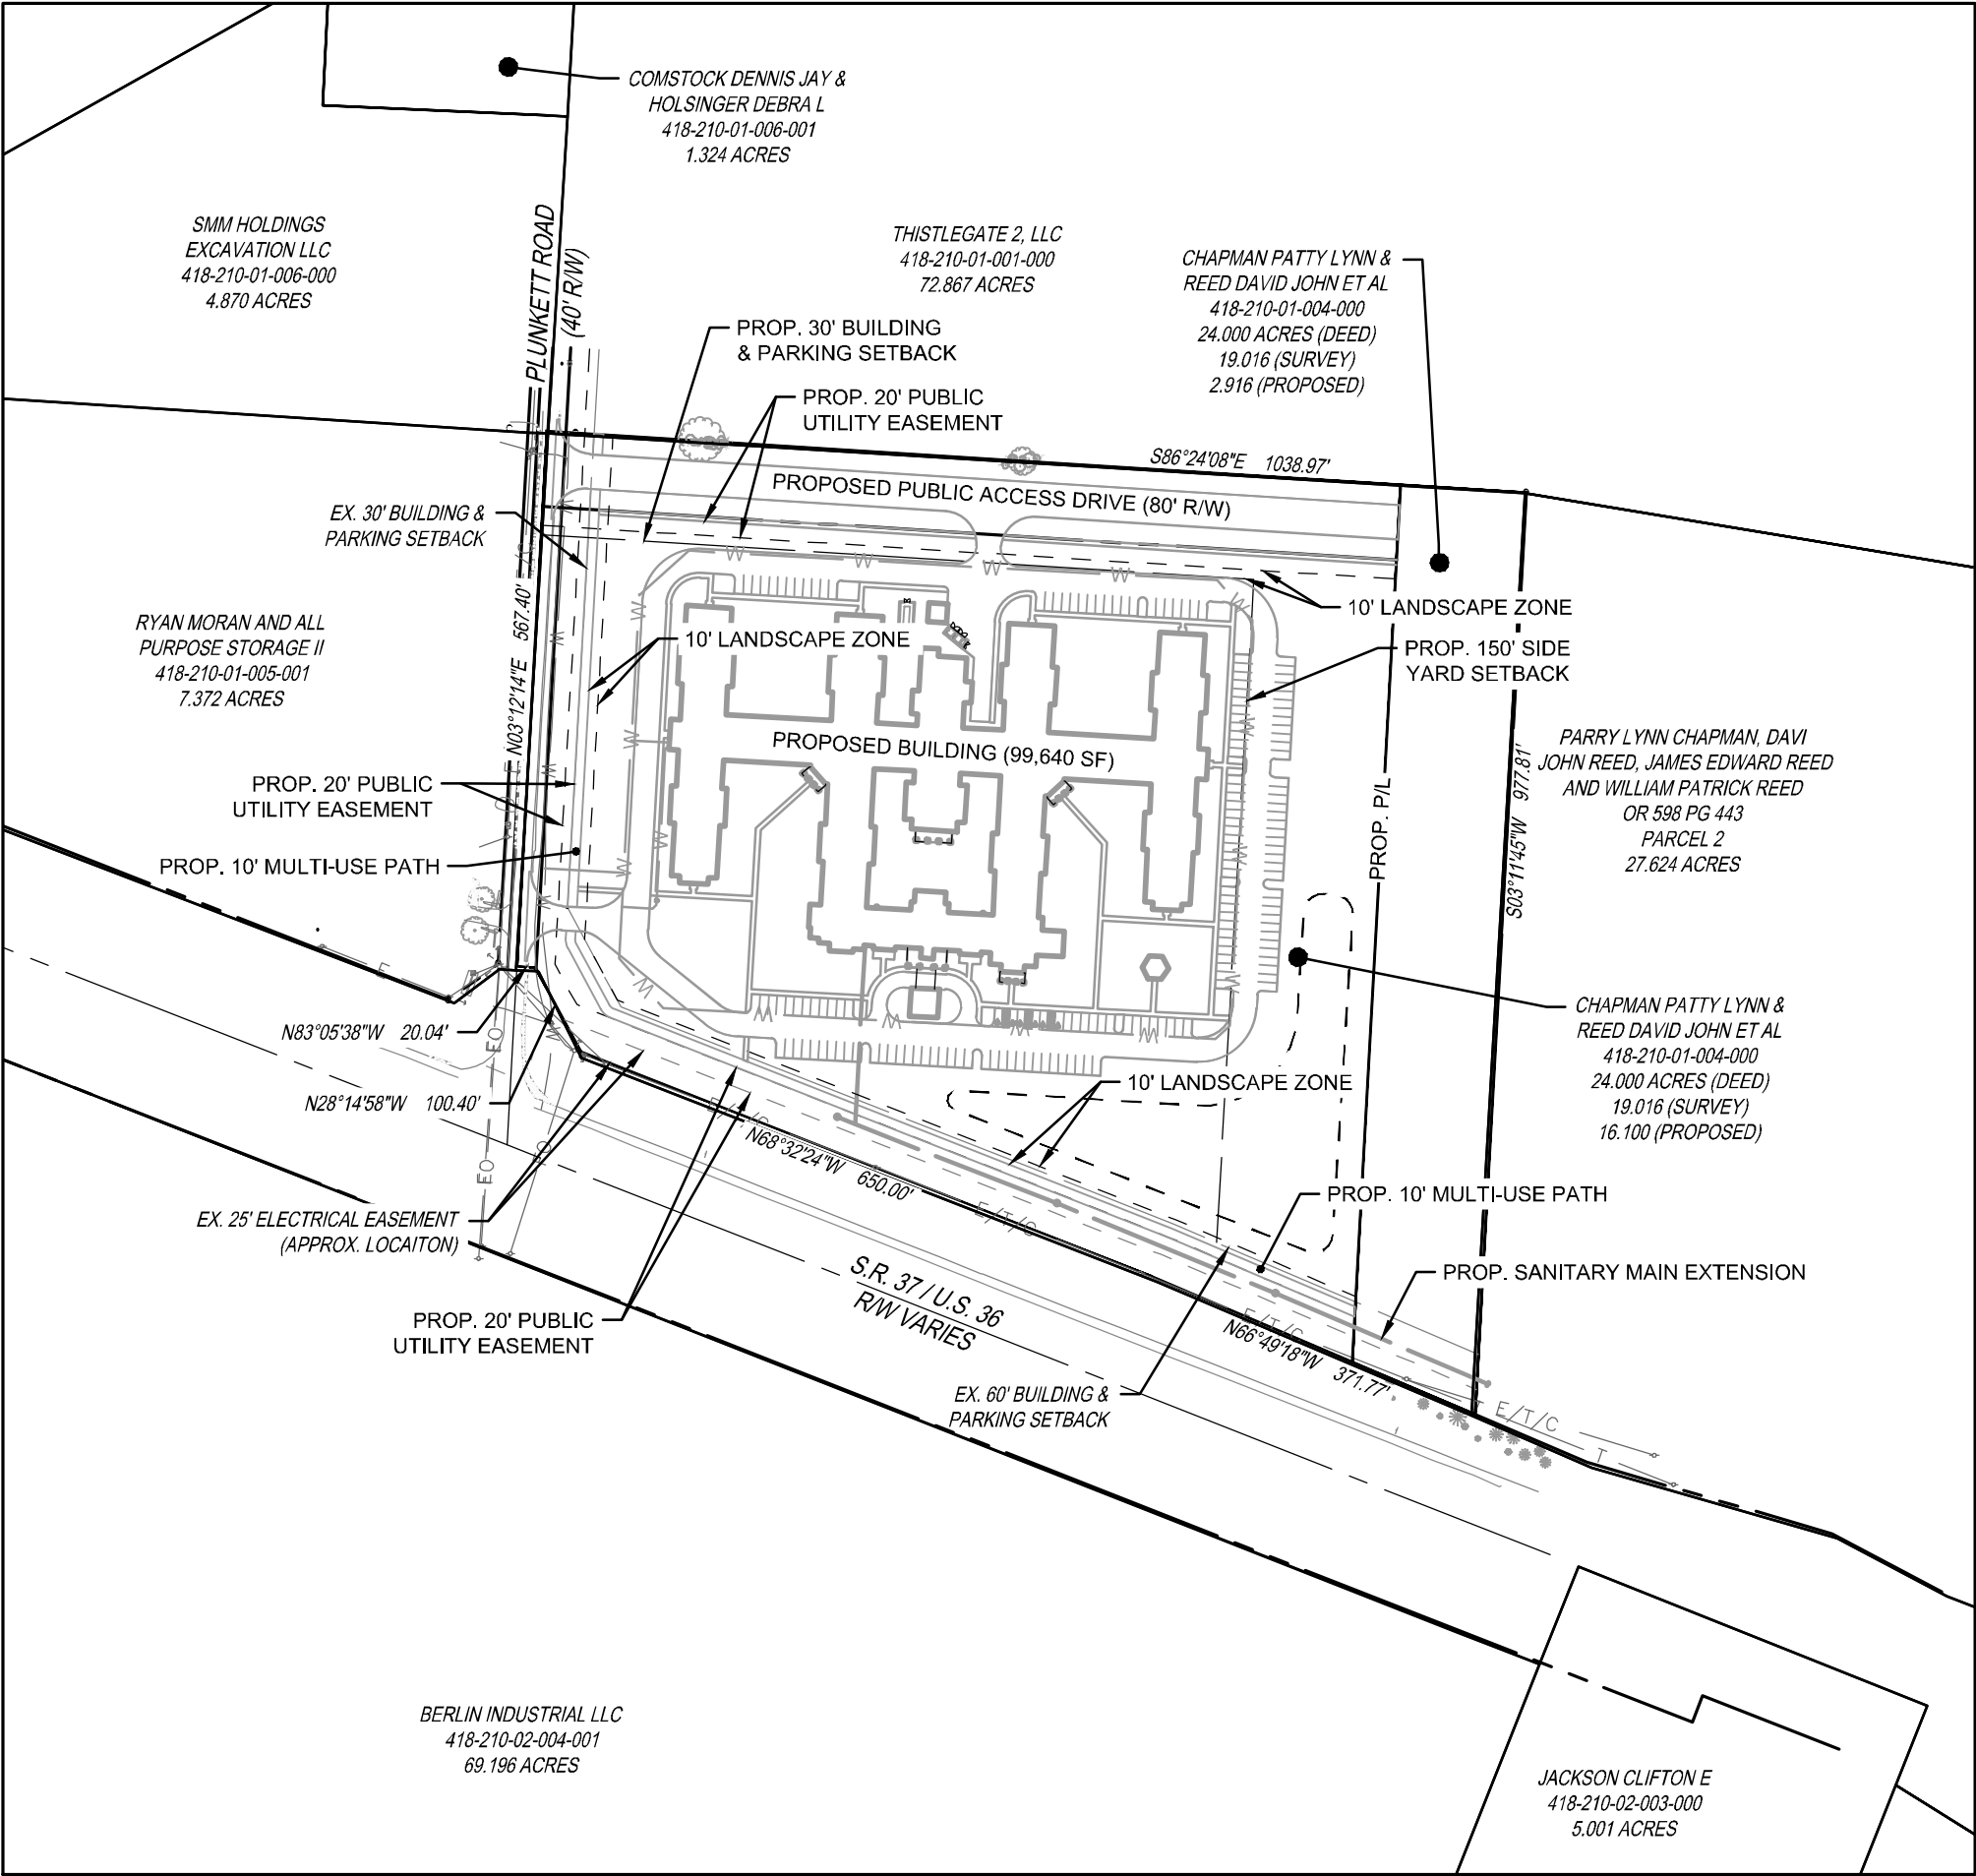 COMSTOCK DENNIS JAY &
HOLSINGER DEBRA L
418-210-01-006-001
1.324 ACRES
SMM HOLDINGS
EXCAVATION LLC
418-210-01-006-000
4.870 ACRES
PLUNKETT ROAD
(40' R/W)
THISTLEGATE 2, LLC
418-210-01-001-000
72.867 ACRES
CHAPMAN PATTY LYNN &
REED DAVID JOHN ET AL
418-210-01-004-000
24.000 ACRES (DEED)
19.016 (SURVEY)
2.916 (PROPOSED)
PROP. 30' BUILDING
& PARKING SETBACK
PROP. 20' PUBLIC
UTILITY EASEMENT
S86°24'08"E 1038.97'
PROPOSED PUBLIC ACCESS DRIVE (80' R/W)
EX. 30' BUILDING &
PARKING SETBACK
N03°12'14"E 567.40'
10' LANDSCAPE ZONE
PROP. 150' SIDE
YARD SETBACK
RYAN MORAN AND ALL
PURPOSE STORAGE II
418-210-01-005-001
7.372 ACRES
10' LANDSCAPE ZONE
PROPOSED BUILDING (99,640 SF)
PROP. P/L
S03°11'45"W 977.81'
PARRY LYNN CHAPMAN, DAVI
JOHN REED, JAMES EDWARD REED
AND WILLIAM PATRICK REED
OR 598 PG 443
PARCEL 2
27.624 ACRES
PROP. 20' PUBLIC
UTILITY EASEMENT
PROP. 10' MULTI-USE PATH
N83°05'38"W 20.04'
N28°14'58"W 100.40'
CHAPMAN PATTY LYNN &
REED DAVID JOHN ET AL
418-210-01-004-000
24.000 ACRES (DEED)
19.016 (SURVEY)
16.100 (PROPOSED)
10' LANDSCAPE ZONE
N68°32'24"W 650.00'
E/T/C
PROP. 10' MULTI-USE PATH
EX. 25' ELECTRICAL EASEMENT
(APPROX. LOCAITON)
S.R. 37 / U.S. 36
R/W VARIES
PROP. SANITARY MAIN EXTENSION
PROP. 20' PUBLIC
UTILITY EASEMENT
E/T/C
N66°49'18"W 371.77'
EX. 60' BUILDING &
PARKING SETBACK
E/T/C
T
BERLIN INDUSTRIAL LLC
418-210-02-004-001
69.196 ACRES
JACKSON CLIFTON E
418-210-02-003-000
5.001 ACRES